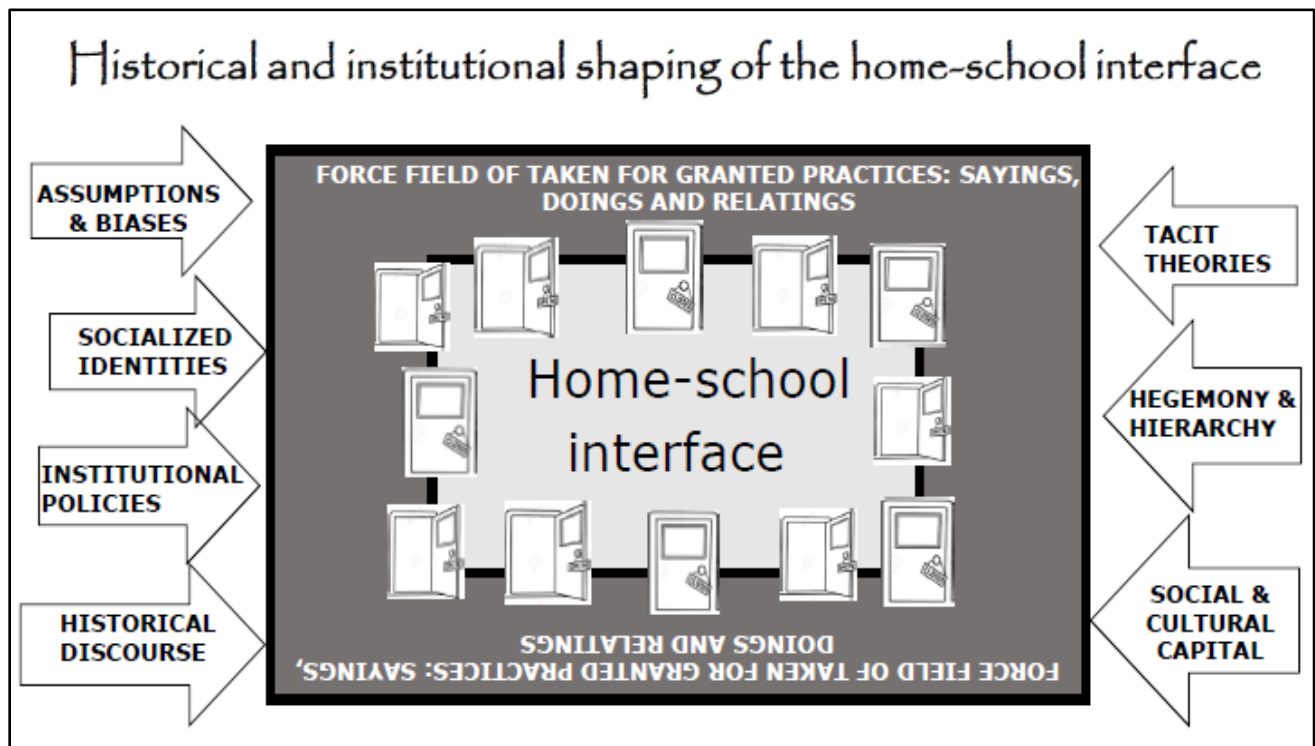 Historical and institutional shaping of the home-school interface
FORCE FIELD OF TAKEN FOR GRANTED PRACTICES: SAYINGS,
DOINGS AND RELATINGS
ASSUMPTIONS
& BIASES
SOCIALIZED
IDENTITIES
INSTITUTIONAL
POLICIES
HISTORICAL
DISCOURSE
Home-school
interface
TACIT
THEORIES
HEGEMONY &
HIERARCHY
SOCIAL &
CULTURAL
CAPITAL
FORCE FIELD OF TAKEN FOR GRANTED PRACTICES: SAYINGS,
DOINGS AND RELATINGS